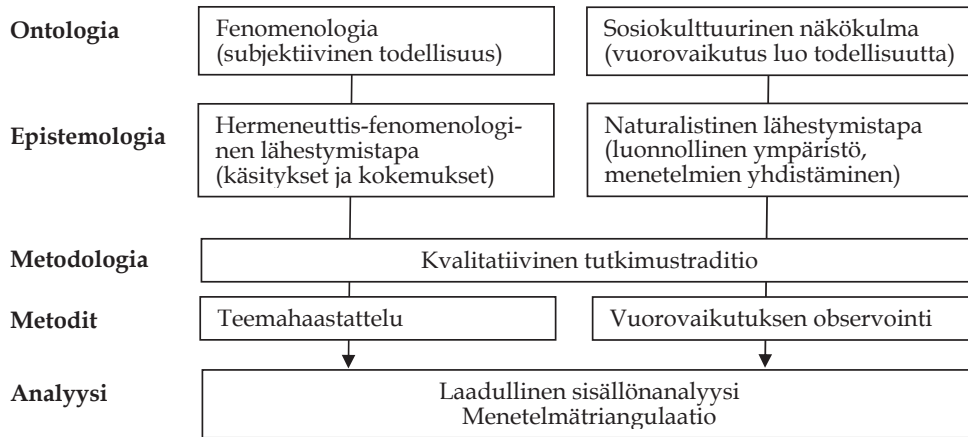 Ontologia
Fenomenologia
(subjektiivinen todellisuus)
Sosiokulttuurinen näkökulma
(vuorovaikutus luo todellisuutta)
Epistemologia
Hermeneuttis-fenomenologi-
nen lähestymistapa
(käsitykset ja kokemukset)
Naturalistinen lähestymistapa
(luonnollinen ympäristö,
menetelmien yhdistäminen)
Metodologia
Kvalitatiivinen tutkimustraditio
Metodit
Teemahaastattelu
Vuorovaikutuksen observointi
Analyysi
Laadullinen sisällönanalyysi
Menetelmätriangulaatio